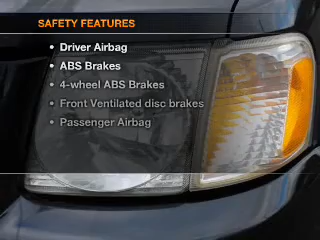 SAFETY FEATURES
• Driver Airbag
• ABS Brakes
• 4-wheel ABS Brakes
• Front Ventilated disc brakes
• Passenger Airbag